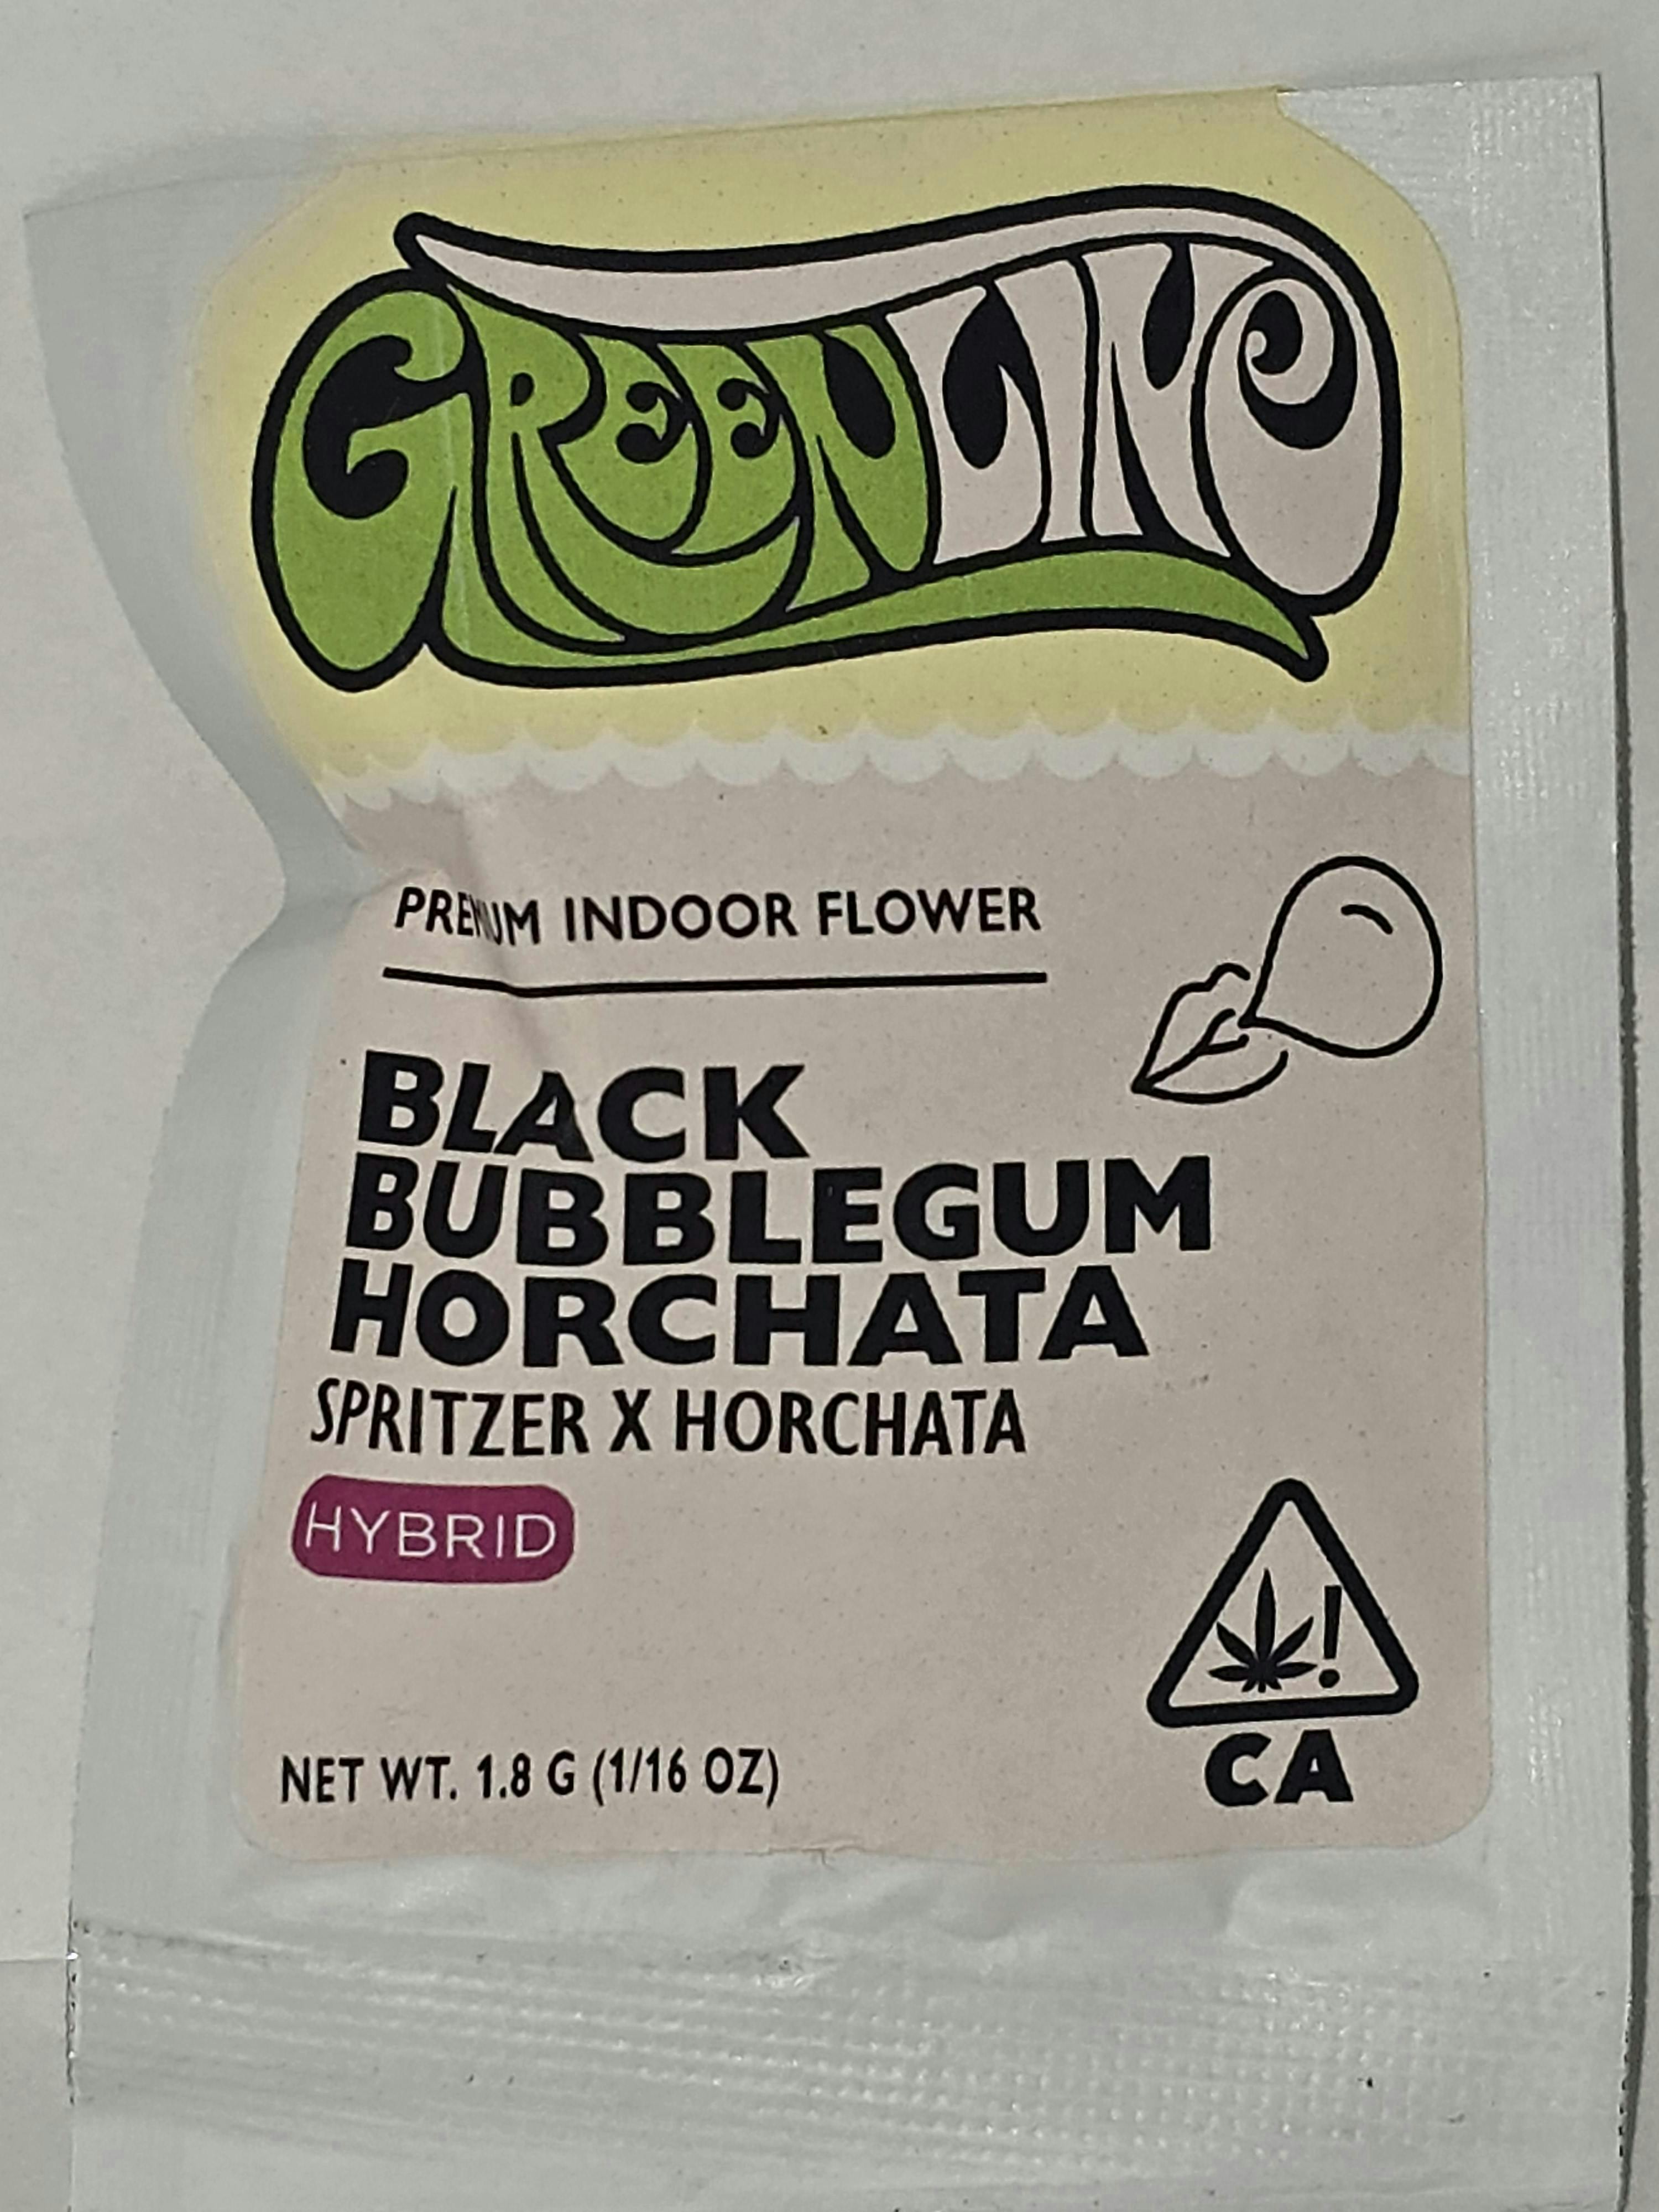 GREENLINE
PREMIUM INDOOR FLOWER
BLACK
BUBBLEGUM
HORCHATA
SPRITZER X HORCHATA
HYBRID
!
CA
NET WT. 1.8 G (1/16 OZ)